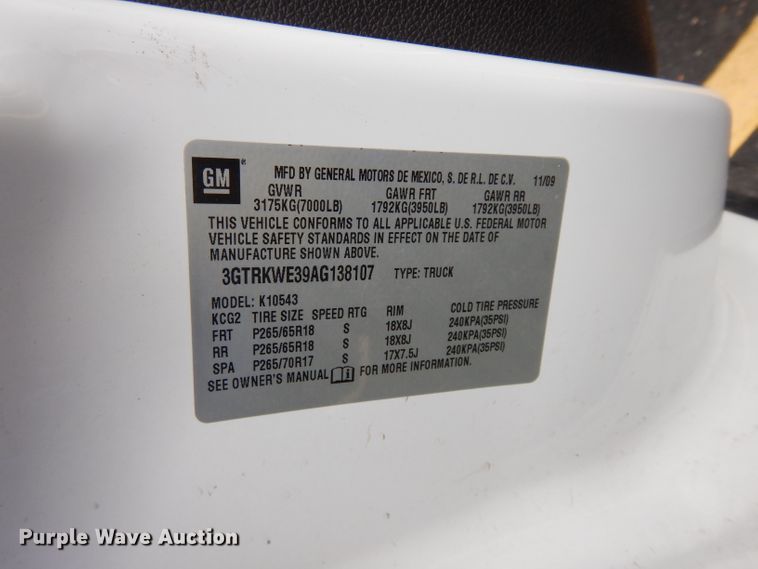 GM® MFD BY GENERAL MOTORS DE MEXICO, S. DE R.L. DE C.V. 11/09
GVWR GAWR FRT GAWR RR
3175KG(7000LB) 1792KG(3950LB) 1792KG(3950LB)
THIS VEHICLE CONFORMS TO ALL APPLICABLE U.S. FEDERAL MOTOR
VEHICLE SAFETY STANDARDS IN EFFECT ON THE DATE OF
MANUFACTURE SHOWN ABOVE.
3GTRKWE39AG138107 TYPE: TRUCK
MODEL: K10543
KCG2 TIRE SIZE SPEED RTG RIM COLD TIRE PRESSURE
FRT P265/65R18 S 18X8J 240KPA(35PSI)
RR P265/65R18 S 18X8J 240KPA(35PSI)
SPA P265/70R17 S 17X7.5J 240KPA(35PSI)
SEE OWNER'S MANUAL FOR MORE INFORMATION.
Purple Wave Auction